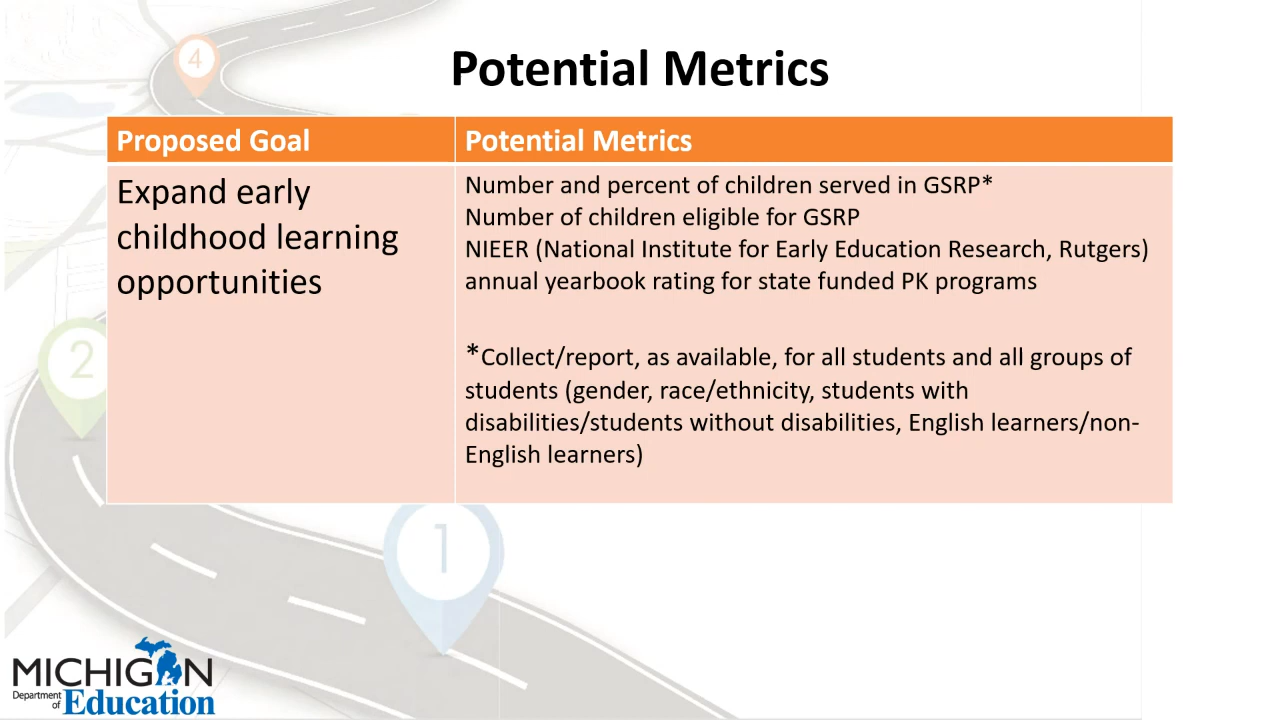 4
Potential Metrics
Proposed Goal
Potential Metrics
Expand early
childhood learning
opportunities
Number and percent of children served in GSRP*
Number of children eligible for GSRP
NIEER (National Institute for Early Education Research, Rutgers)
annual yearbook rating for state funded PK programs
*Collect/report, as available, for all students and all groups of
students (gender, race/ethnicity, students with
disabilities/students without disabilities, English learners/non-
English learners)
2
1
MICHIGAN
Department
of Education